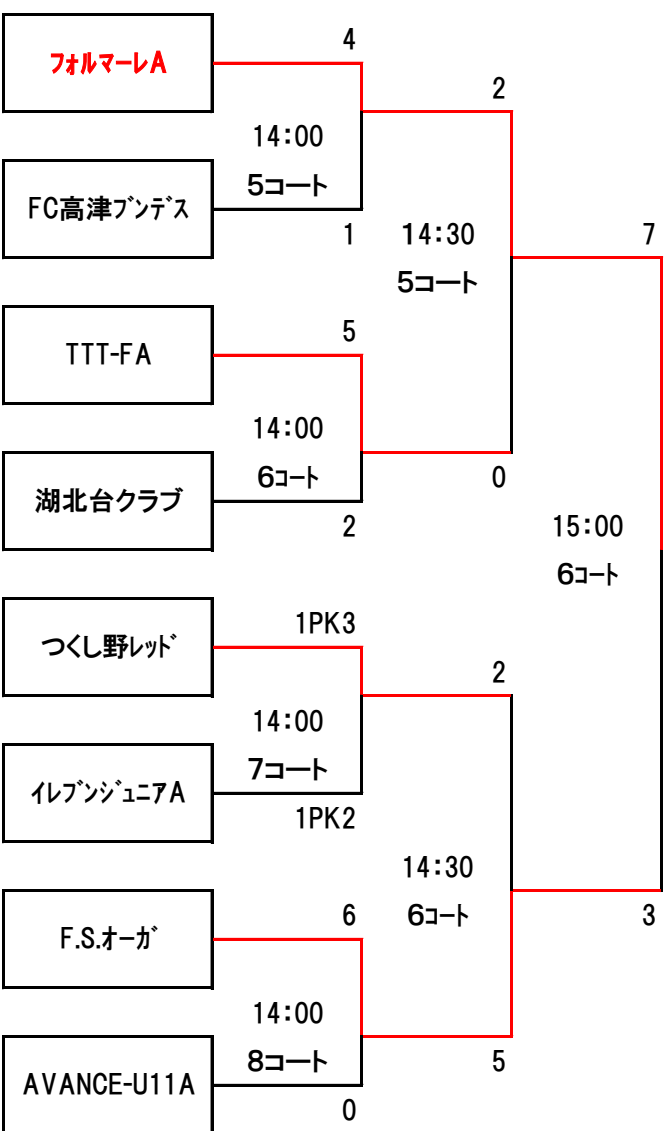 4
フォルマーレA
2
14:00
5コート
FC高津ブンデス
1
14:30
7
5コート
5
TTT-FA
14:00
6コート
0
湖北台クラブ
2
15:00
6コート
1PK3
つくし野レッド
2
14:00
7コート
イレブンジュニアA
1PK2
14:30
6
6コート
3
F.S.オーガ
14:00
8コート
5
AVANCE-U11A
0